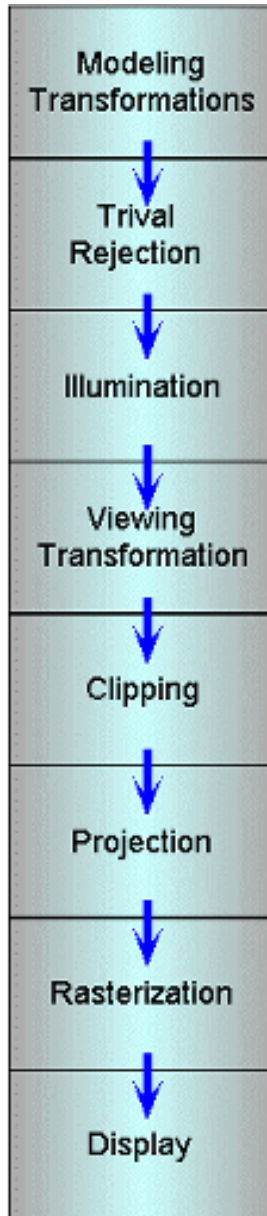 Modeling
Transformations
Trival
Rejection
Illumination
Viewing
Transformation
Clipping
Projection
Rasterization
Display